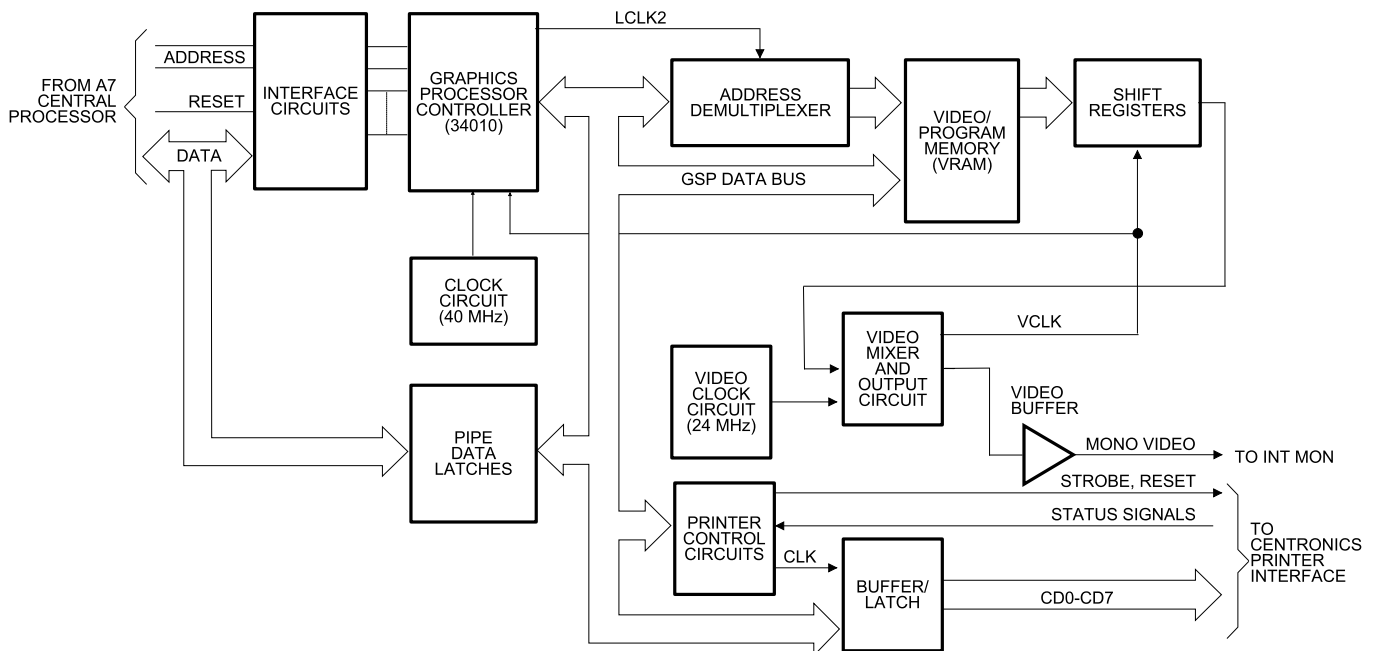 LCLK2
FROM A7
CENTRAL
PROCESSOR
ADDRESS
RESET
DATA
INTERFACE
CIRCUITS
GRAPHICS
PROCESSOR
CONTROLLER
(34010)
ADDRESS
DEMULTIPLEXER
VIDEO/
PROGRAM
MEMORY
(VRAM)
SHIFT
REGISTERS
GSP DATA BUS
CLOCK
CIRCUIT
(40 MHz)
VIDEO
CLOCK
CIRCUIT
(24 MHz)
VIDEO
MIXER
AND
OUTPUT
CIRCUIT
VCLK
VIDEO
BUFFER
MONO VIDEO
TO INT MON
PIPE
DATA
LATCHES
STROBE, RESET
STATUS SIGNALS
PRINTER
CONTROL
CIRCUITS
CLK
BUFFER/
LATCH
CD0-CD7
TO
CENTRONICS
PRINTER
INTERFACE